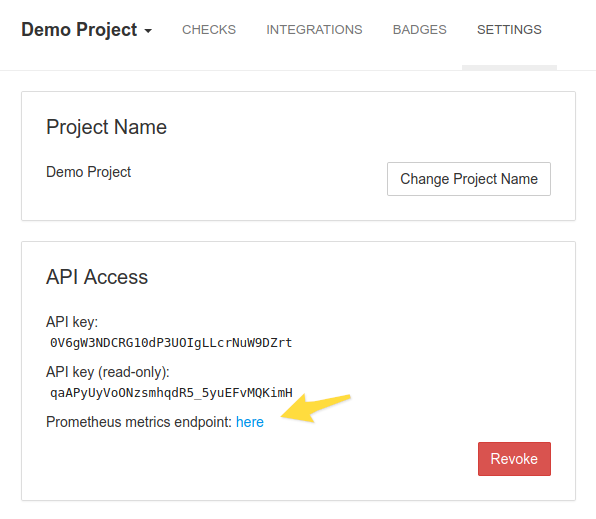 Demo Project CHECKS INTEGRATIONS BADGES SETTINGS
Project Name
Demo Project Change Project Name
API Access
API key:
0V6gW3NDCRG10dP3UOIgLLcrNuW9DZrt
API key (read-only):
qaAPyUyVoONzsmhqdR5_5yuEFvMQKimH
Prometheus metrics endpoint: here
Revoke